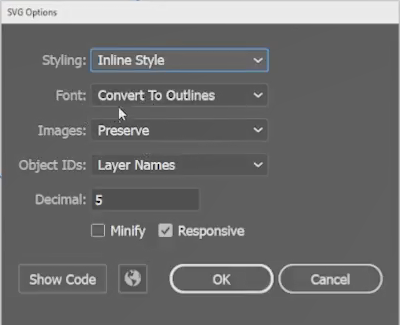 SVG Options
Styling: Inline Style
Font: Convert To Outlines
Images: Preserve
Object IDs: Layer Names
Decimal: 5
Minify Responsive
Show Code OK Cancel